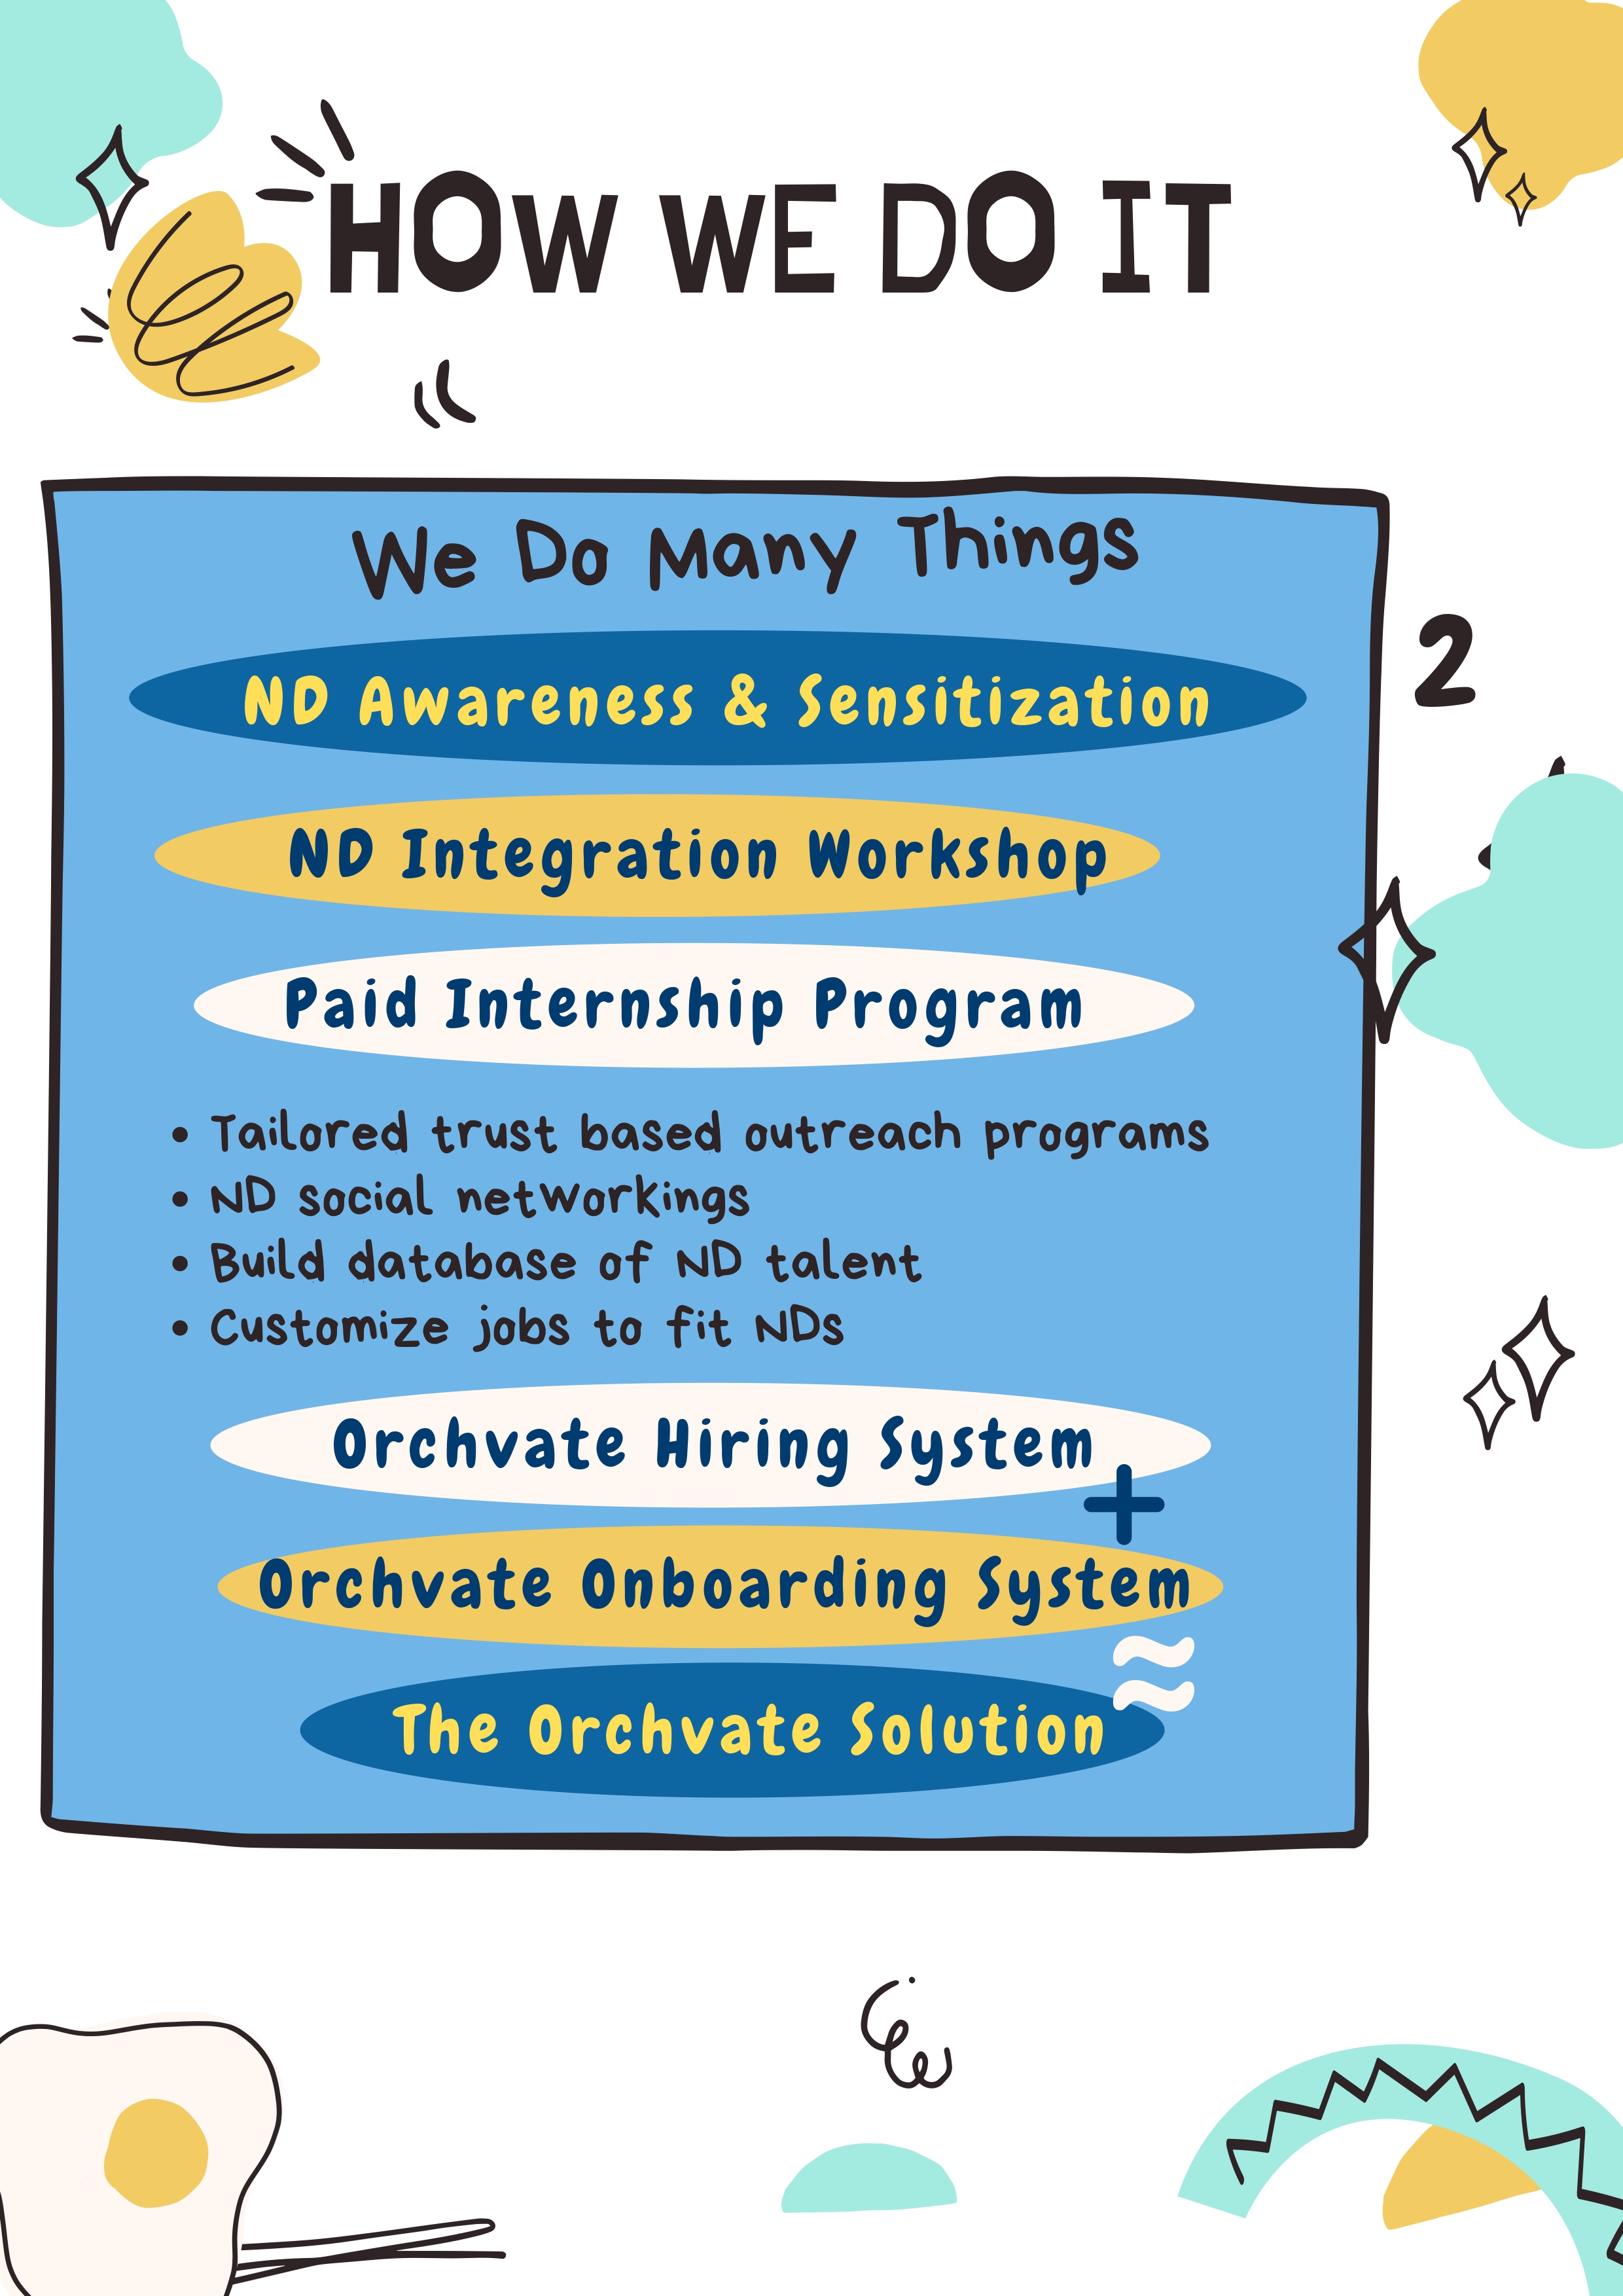 HOW WE DO IT
We Do Many Things
2
ND Awareness & Sensitization
ND Integration Workshop
Paid Internship Program
• Tailored trust based outreach programs
• ND social networkings
• Build database of ND talent
• Customize jobs to fit NDs
Orchvate Hiring System
+
Orchvate Onboarding System
≈
The Orchvate Solution